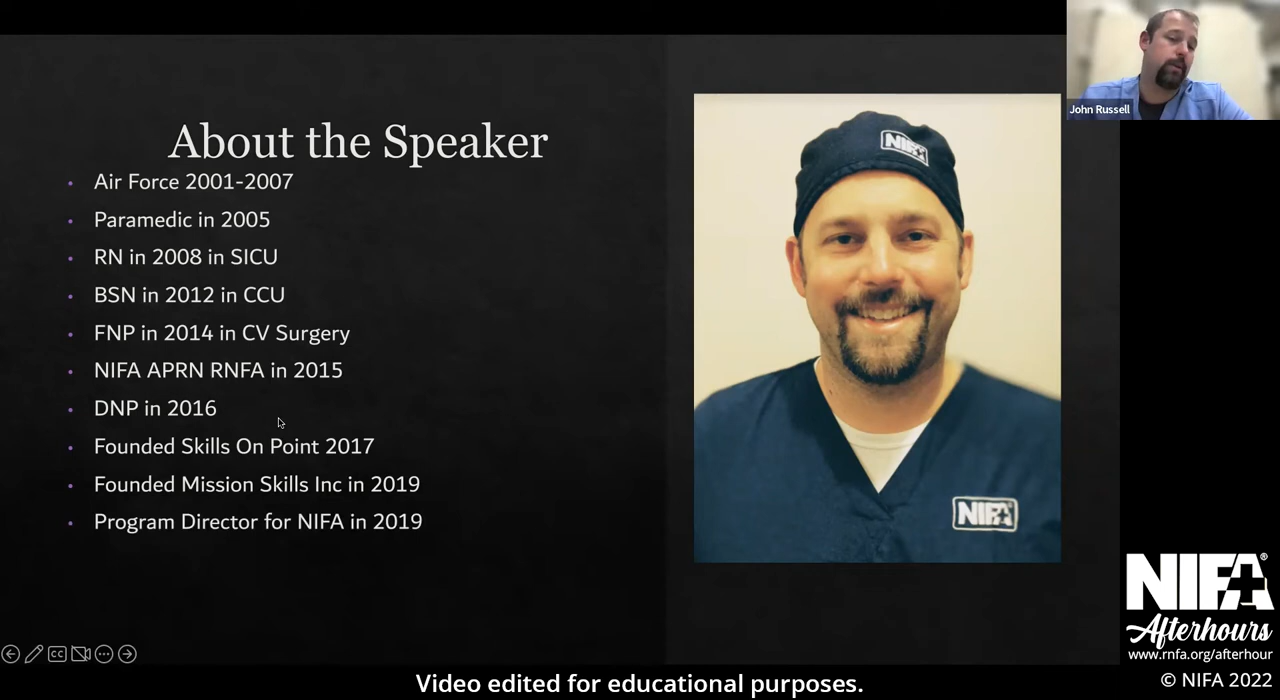 About the Speaker
• Air Force 2001-2007
• Paramedic in 2005
• RN in 2008 in SICU
• BSN in 2012 in CCU
• FNP in 2014 in CV Surgery
• NIFA APRN RNFA in 2015
• DNP in 2016
• Founded Skills On Point 2017
• Founded Mission Skills Inc in 2019
• Program Director for NIFA in 2019
NIFA
NIFA
John Russell
CC
NIFA®
Afterhours
www.rnfa.org/afterhour
© NIFA 2022
Video edited for educational purposes.